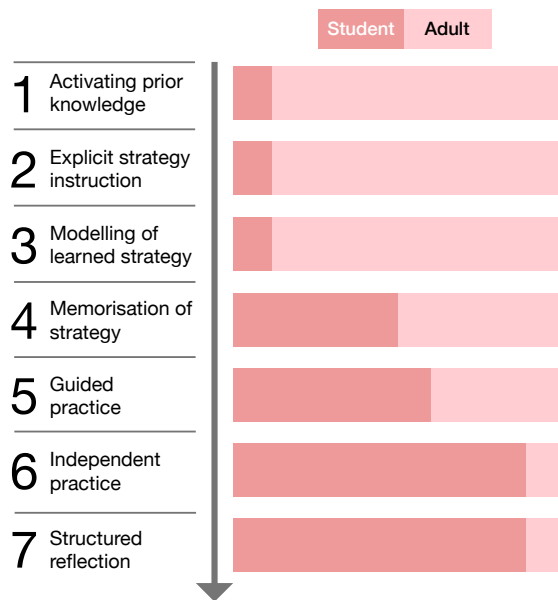 Student Adult
1 Activating prior
knowledge
2 Explicit strategy
instruction
3 Modelling of
learned strategy
4 Memorisation of
strategy
5 Guided
practice
6 Independent
practice
7 Structured
reflection